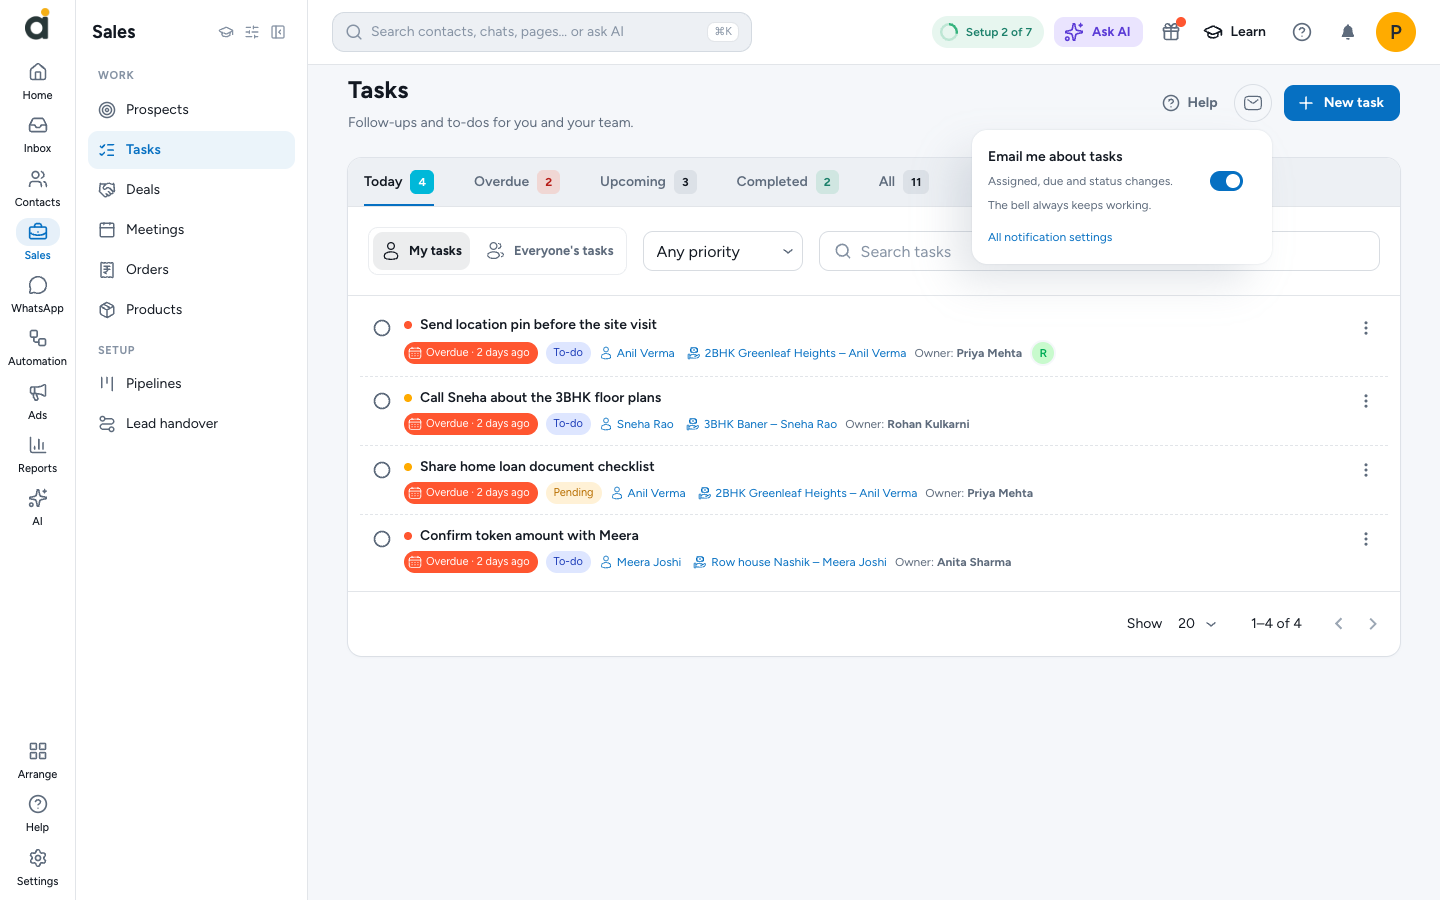 Sales
Search contacts, chats, pages... or ask AI
⌘K
Setup 2 of 7
Ask AI
Learn
P
Home
Inbox
Contacts
Sales
WhatsApp
Automation
Ads
Reports
AI
Arrange
Help
Settings
WORK
Prospects
Tasks
Deals
Meetings
Orders
Products
SETUP
Pipelines
Lead handover
Tasks
Follow-ups and to-dos for you and your team.
Help
New task
Email me about tasks
Assigned, due and status changes.
The bell always keeps working.
All notification settings
Today 4
Overdue 2
Upcoming 3
Completed 2
All 11
My tasks
Everyone's tasks
Any priority
Search tasks
Send location pin before the site visit
Overdue · 2 days ago To-do Anil Verma 2BHK Greenleaf Heights – Anil Verma Owner: Priya Mehta R
Call Sneha about the 3BHK floor plans
Overdue · 2 days ago To-do Sneha Rao 3BHK Baner – Sneha Rao Owner: Rohan Kulkarni
Share home loan document checklist
Overdue · 2 days ago Pending Anil Verma 2BHK Greenleaf Heights – Anil Verma Owner: Priya Mehta
Confirm token amount with Meera
Overdue · 2 days ago To-do Meera Joshi Row house Nashik – Meera Joshi Owner: Anita Sharma
Show 20 1–4 of 4